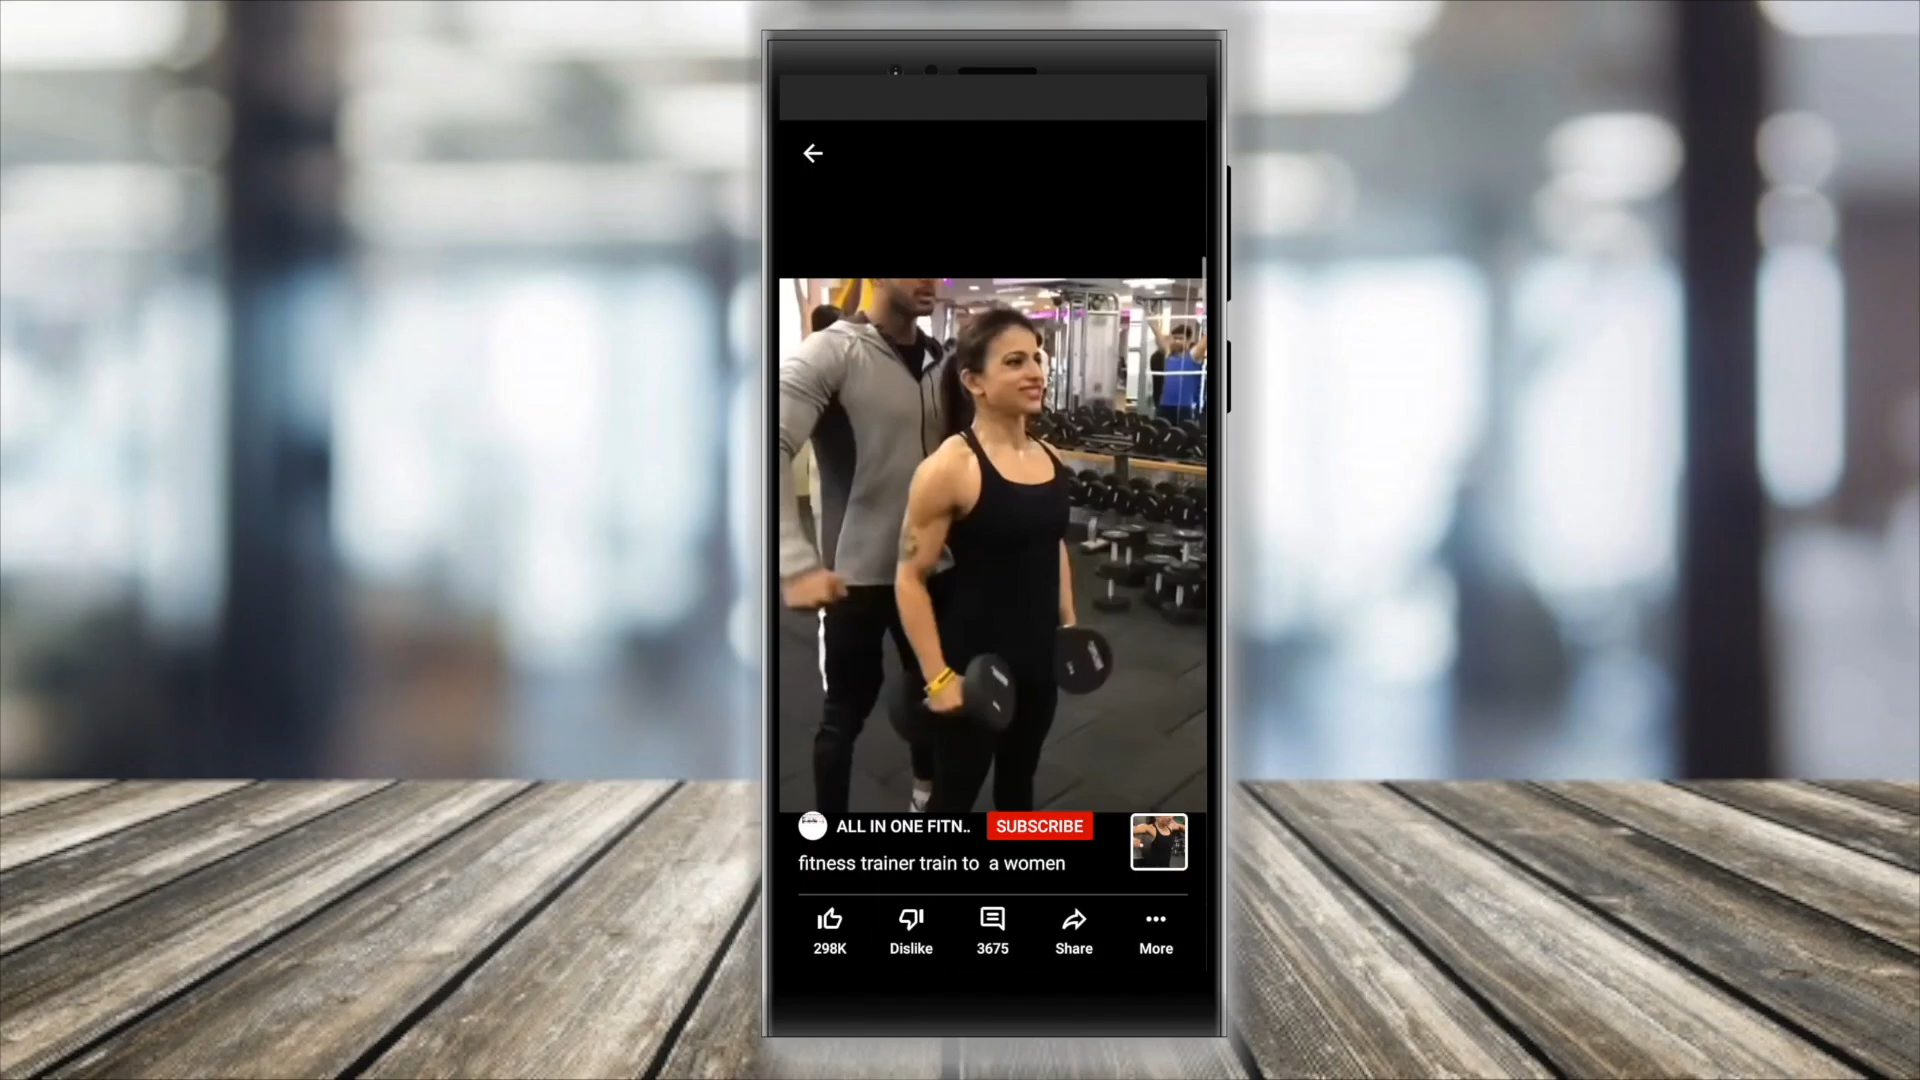 ALL IN ONE FITN..
SUBSCRIBE
fitness trainer train to  a women
298K
Dislike
3675
Share
More